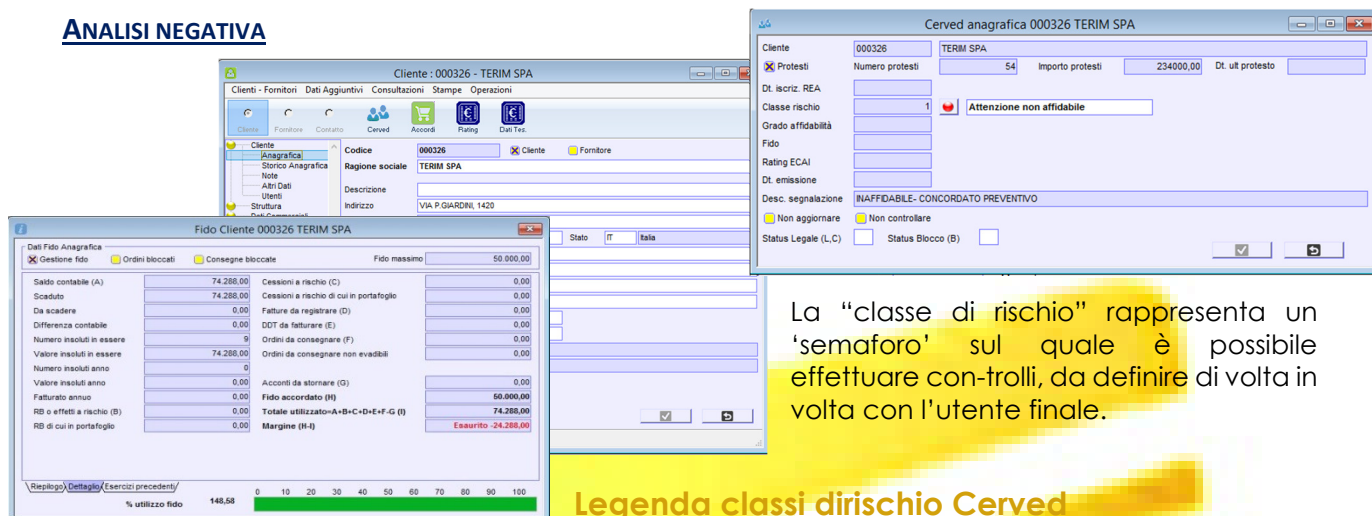 ANALISI NEGATIVA
Cerved anagrafica 000326 TERIM SPA
Cliente 000326 TERIM SPA
Protesti Numero protesti 54 Importo protesti 234000,00 Dt. ult protesto
Dt. iscriz. REA
Classe rischio 1 Attenzione non affidabile
Grado affidabilità
Fido
Rating ECAI
Dt. emissione
Desc. segnalazione INAFFIDABILE- CONCORDATO PREVENTIVO
Non aggiornare Non controllare
Status Legale (L,C) Status Blocco (B)
Cliente : 000326 - TERIM SPA
Clienti - Fornitori Dati Aggiuntivi Consultazioni Stampe Operazioni
Cliente Fornitore Contatto Cerved Accordi Rating Dati Tes.
Cliente
Anagrafica
Storico Anagrafica
Note
Altri Dati
Utenti
Struttura
Dati Commerciali
Codice 000326 Cliente Fornitore
Ragione sociale TERIM SPA
Descrizione
Indirizzo VIA P.GIARDINI, 1420
Stato IT Italia
Fido Cliente 000326 TERIM SPA
Dati Fido Anagrafica
Gestione fido Ordini bloccati Consegne bloccate Fido massimo 50.000,00
Saldo contabile (A) 74.288,00 Cessioni a rischio (C) 0,00
Scaduto 74.288,00 Cessioni a rischio di cui in portafoglio 0,00
Da scadere 0,00 Fatture da registrare (D) 0,00
Differenza contabile 0,00 DDT da fatturare (E) 0,00
Numero insoluti in essere 9 Ordini da consegnare (F) 0,00
Valore insoluti in essere 74.288,00 Ordini da consegnare non evadibili 0,00
Numero insoluti anno 0
Valore insoluti anno 0,00 Acconti da stornare (G) 0,00
Fatturato annuo 0,00 Fido accordato (H) 50.000,00
RB o effetti a rischio (B) 0,00 Totale utilizzato=A+B+C+D+E+F-G (I) 74.288,00
RB di cui in portafoglio 0,00 Margine (H-I) Esaurito -24.288,00
Riepilogo Dettaglio Esercizi precedenti
% utilizzo fido 148,58 0 10 20 30 40 50 60 70 80 90 100
La “classe di rischio” rappresenta un
‘semaforo’ sul quale è possibile
effettuare con-trolli, da definire di volta in
volta con l’utente finale.
Legenda classi dirischio Cerved